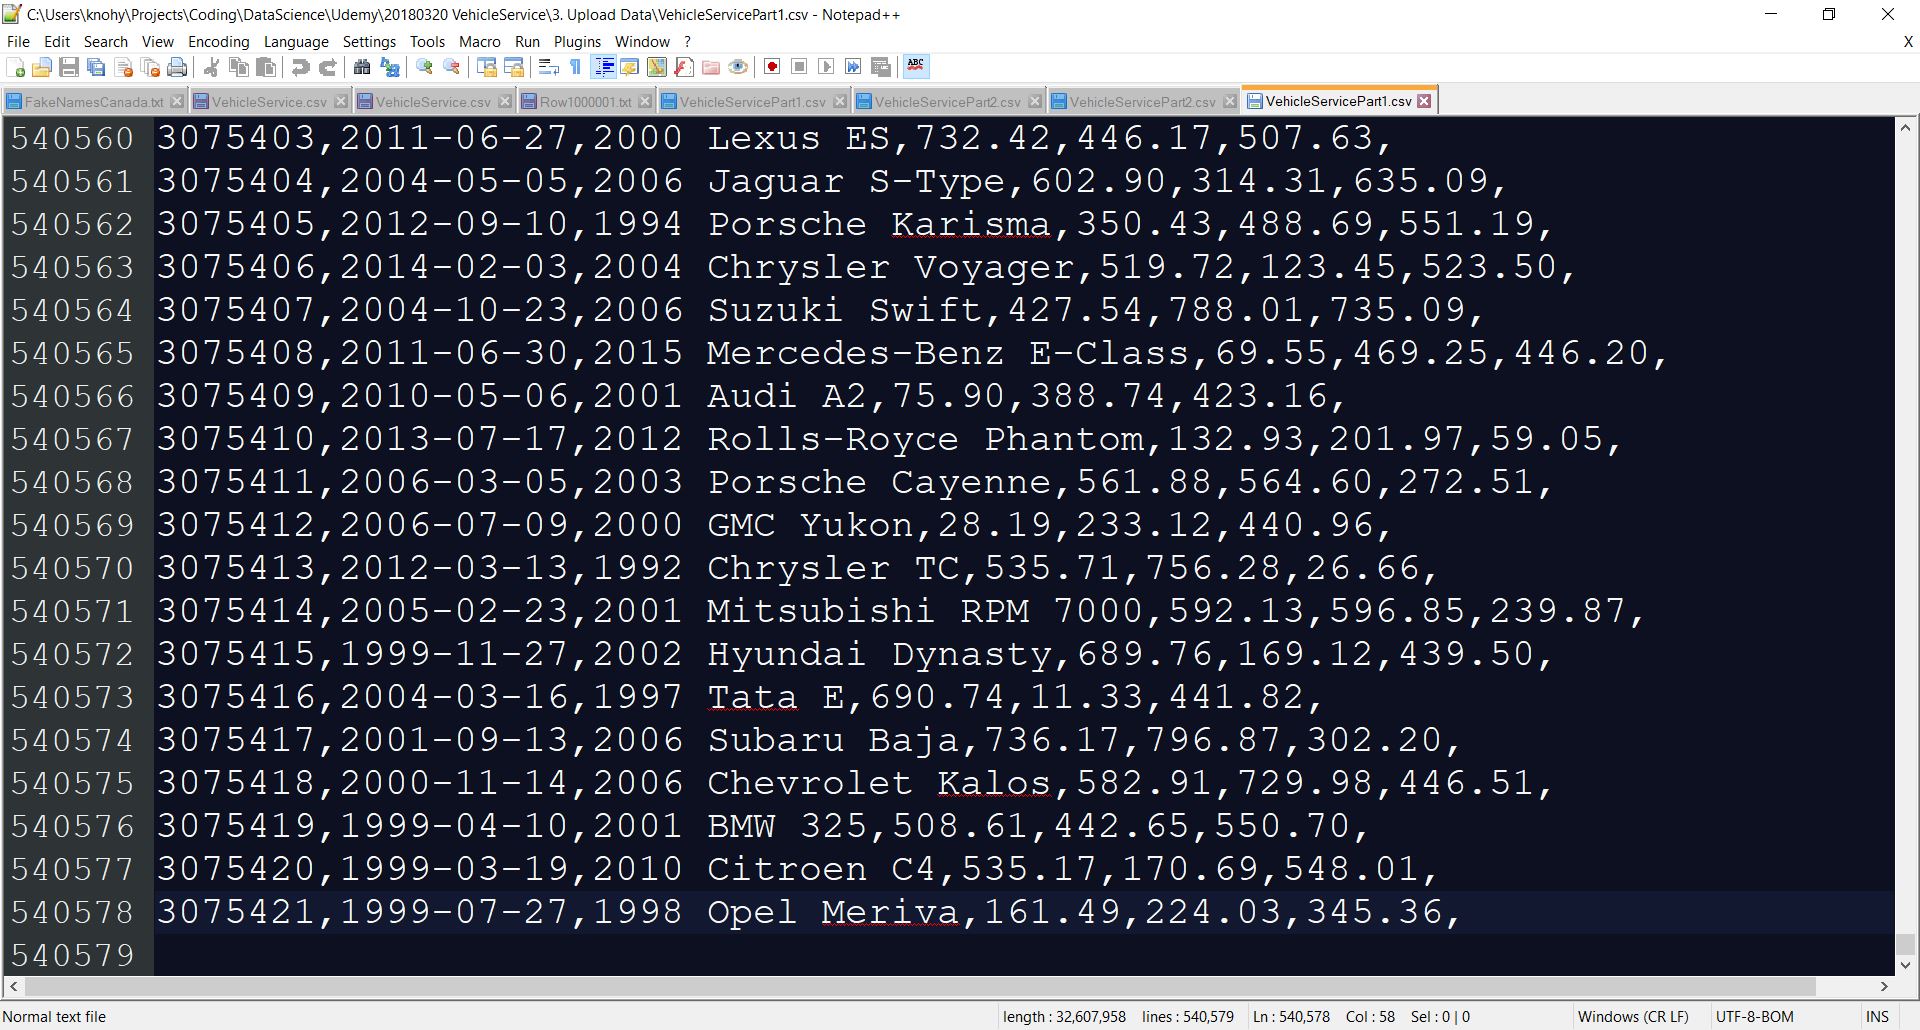 C:\Users\knohy\Projects\Coding\DataScience\Udemy\20180320 VehicleService\3. Upload Data\VehicleServicePart1.csv - Notepad++
File Edit Search View Encoding Language Settings Tools Macro Run Plugins Window ? X
ABC
FakeNamesCanada.txt VehicleService.csv VehicleService.csv Row1000001.txt VehicleServicePart1.csv VehicleServicePart2.csv VehicleServicePart2.csv VehicleServicePart1.csv
540560 3075403,2011-06-27,2000 Lexus ES,732.42,446.17,507.63,
540561 3075404,2004-05-05,2006 Jaguar S-Type,602.90,314.31,635.09,
540562 3075405,2012-09-10,1994 Porsche Karisma,350.43,488.69,551.19,
540563 3075406,2014-02-03,2004 Chrysler Voyager,519.72,123.45,523.50,
540564 3075407,2004-10-23,2006 Suzuki Swift,427.54,788.01,735.09,
540565 3075408,2011-06-30,2015 Mercedes-Benz E-Class,69.55,469.25,446.20,
540566 3075409,2010-05-06,2001 Audi A2,75.90,388.74,423.16,
540567 3075410,2013-07-17,2012 Rolls-Royce Phantom,132.93,201.97,59.05,
540568 3075411,2006-03-05,2003 Porsche Cayenne,561.88,564.60,272.51,
540569 3075412,2006-07-09,2000 GMC Yukon,28.19,233.12,440.96,
540570 3075413,2012-03-13,1992 Chrysler TC,535.71,756.28,26.66,
540571 3075414,2005-02-23,2001 Mitsubishi RPM 7000,592.13,596.85,239.87,
540572 3075415,1999-11-27,2002 Hyundai Dynasty,689.76,169.12,439.50,
540573 3075416,2004-03-16,1997 Tata E,690.74,11.33,441.82,
540574 3075417,2001-09-13,2006 Subaru Baja,736.17,796.87,302.20,
540575 3075418,2000-11-14,2006 Chevrolet Kalos,582.91,729.98,446.51,
540576 3075419,1999-04-10,2001 BMW 325,508.61,442.65,550.70,
540577 3075420,1999-03-19,2010 Citroen C4,535.17,170.69,548.01,
540578 3075421,1999-07-27,1998 Opel Meriva,161.49,224.03,345.36,
540579
Normal text file length : 32,607,958 lines : 540,579 Ln : 540,578 Col : 58 Sel : 0 | 0 Windows (CR LF) UTF-8-BOM INS